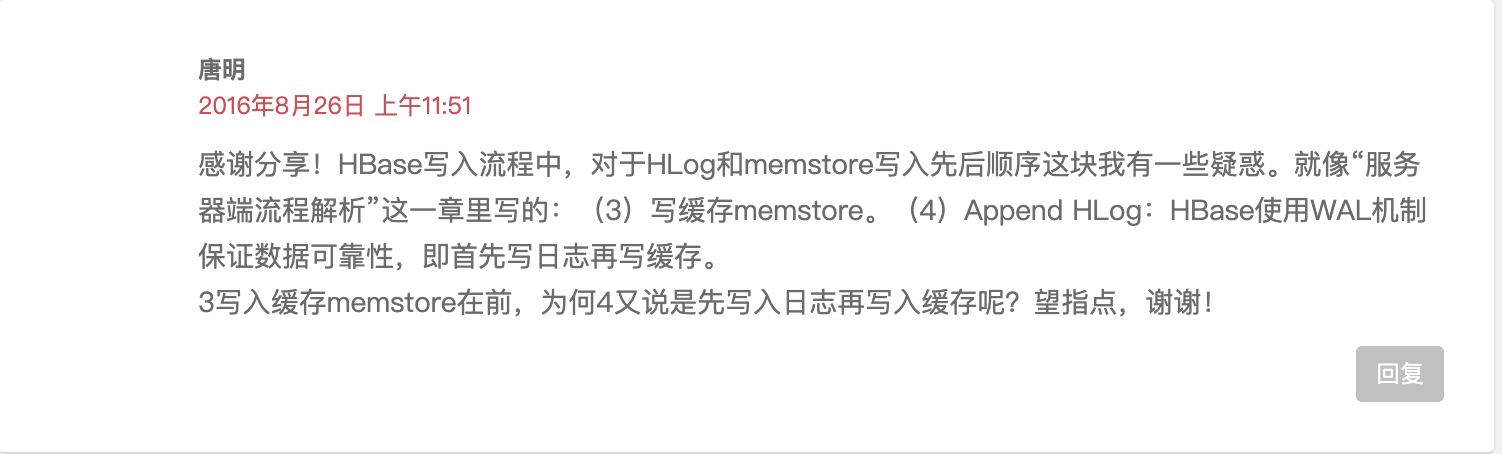 唐明
2016年8月26日 上午11:51
感谢分享！HBase写入流程中，对于HLog和memstore写入先后顺序这块我有一些疑惑。就像“服务
器端流程解析”这一章里写的：（3）写缓存memstore。（4）Append HLog：HBase使用WAL机制
保证数据可靠性，即首先写日志再写缓存。
3写入缓存memstore在前，为何4又说是先写入日志再写入缓存呢？望指点，谢谢！
回复